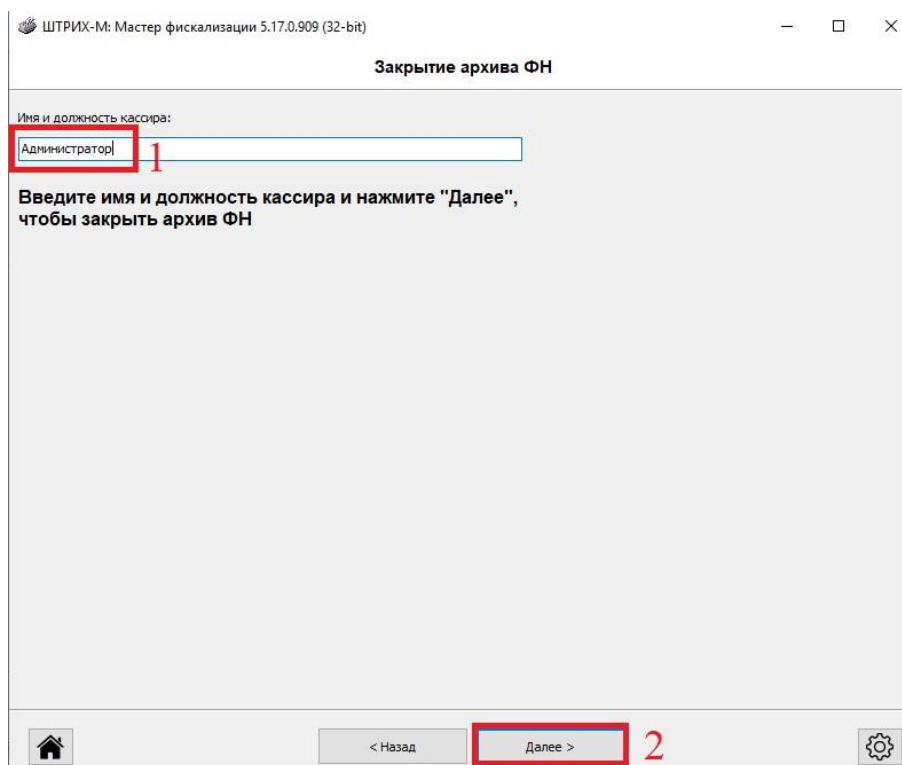 ШТРИХ-М: Мастер фискализации 5.17.0.909 (32-bit)
Закрытие архива ФН
Имя и должность кассира:
Администратор
1
Введите имя и должность кассира и нажмите "Далее",
чтобы закрыть архив ФН
< Назад
Далее >
2